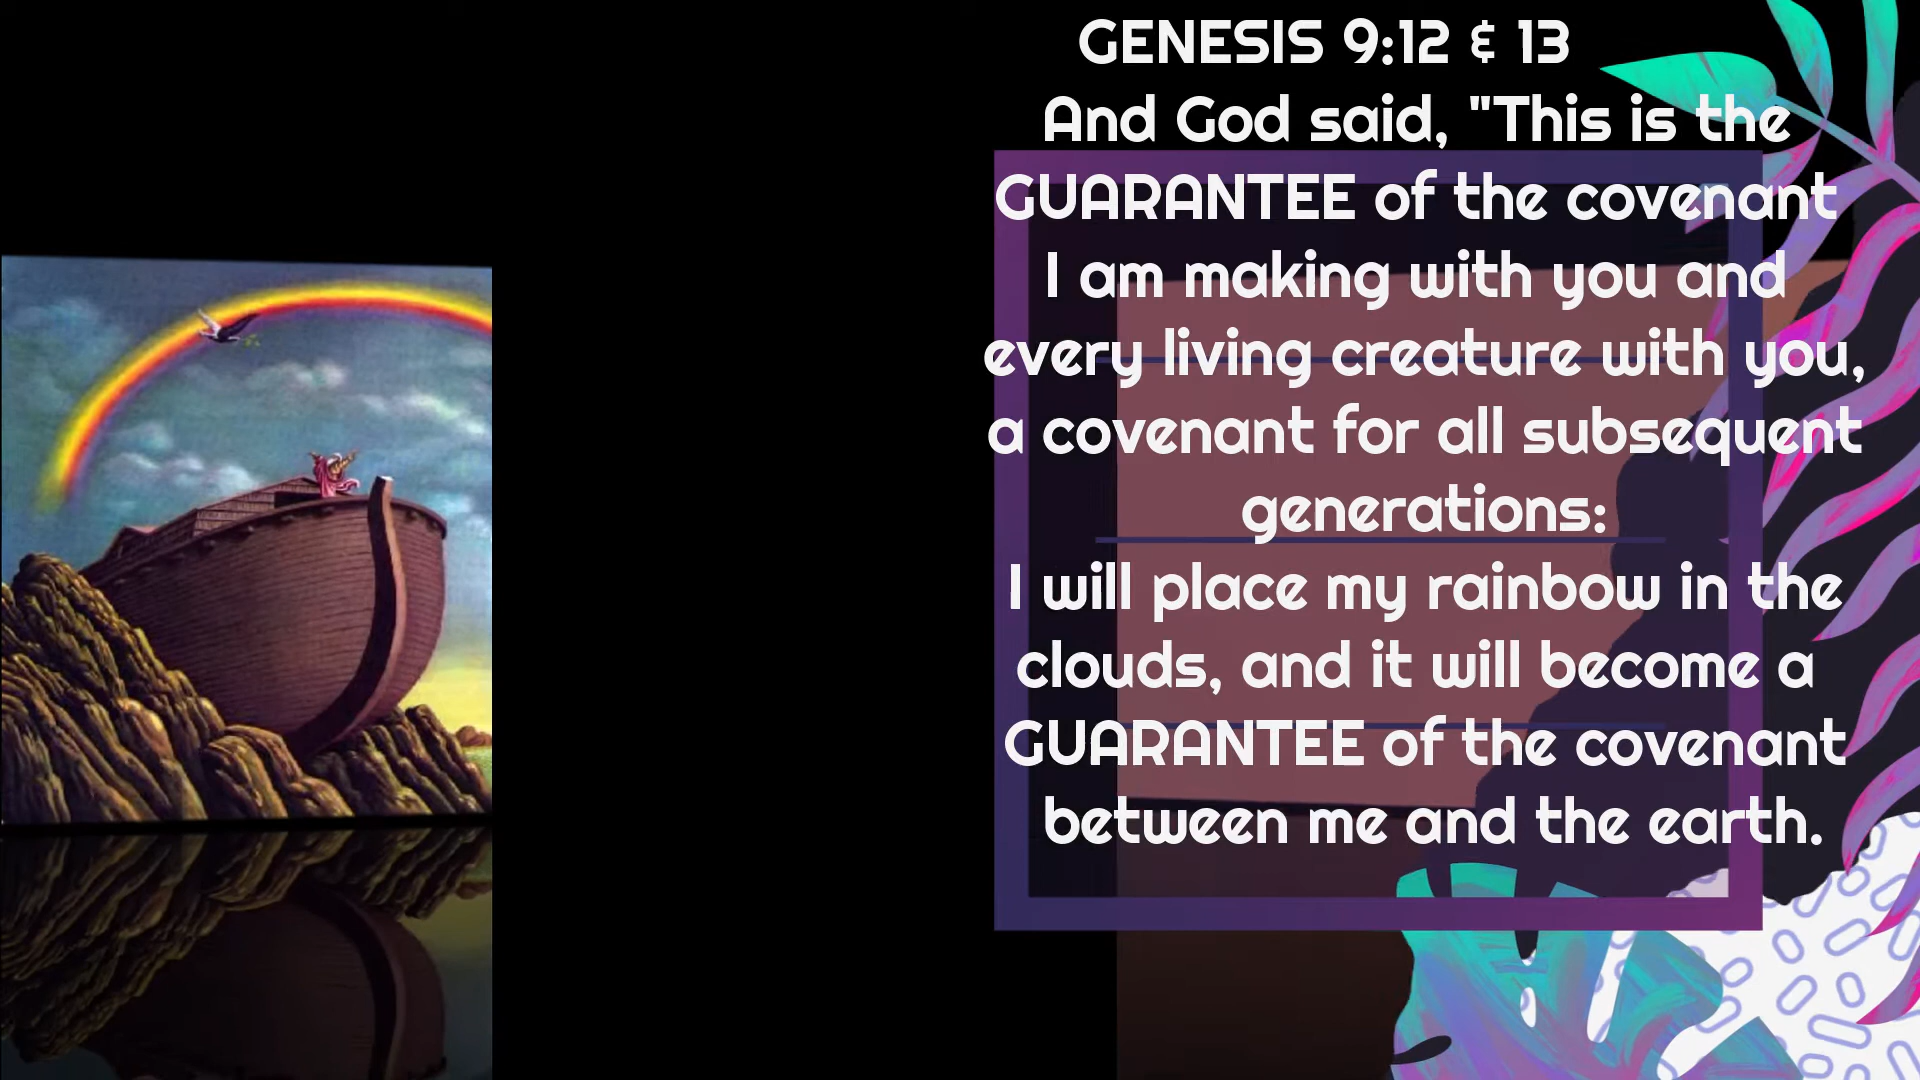 GENESIS 9:12 & 13
And God said, "This is the
GUARANTEE of the covenant
I am making with you and
every living creature with you,
a covenant for all subsequent
generations:
I will place my rainbow in the
clouds, and it will become a
GUARANTEE of the covenant
between me and the earth.